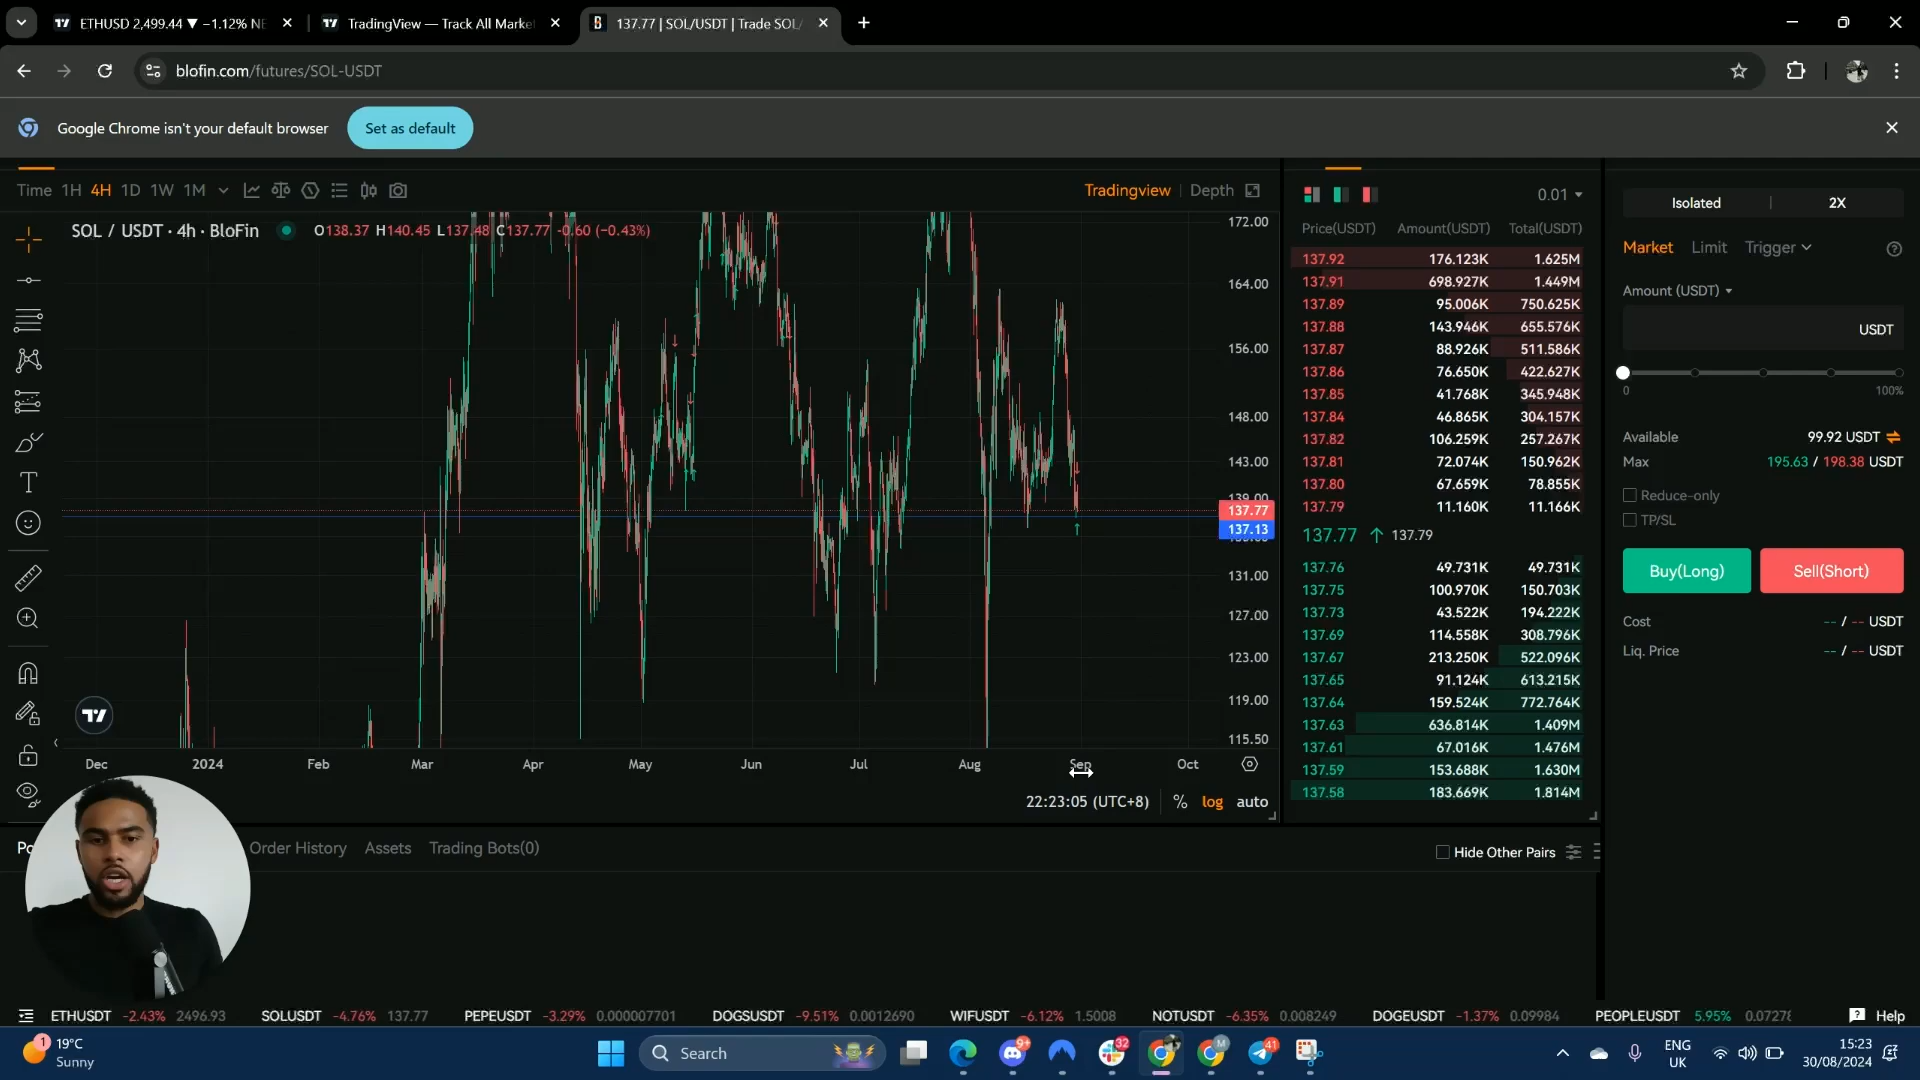 ETHUSD 2,499.44 ▼ −1.12% NE
TradingView — Track All Marke
137.77 | SOL/USDT | Trade SOL/
blofin.com/futures/SOL-USDT
Google Chrome isn't your default browser
Set as default
Time 1H 4H 1D 1W 1M
Tradingview | Depth
SOL / USDT · 4h · BloFin
O138.37 H140.45 L137.48 C137.77 -0.60 (−0.43%)
172.00
164.00
156.00
148.00
143.00
139.00
137.77
137.13
131.00
127.00
123.00
119.00
115.50
Dec 2024 Feb Mar Apr May Jun Jul Aug Sep Oct
22:23:05 (UTC+8) % log auto
0.01
Price(USDT) Amount(USDT) Total(USDT)
137.92 176.123K 1.625M
137.91 698.927K 1.449M
137.89 95.006K 750.625K
137.88 143.946K 655.576K
137.87 88.926K 511.586K
137.86 76.650K 422.627K
137.85 41.768K 345.948K
137.84 46.865K 304.157K
137.82 106.259K 257.267K
137.81 72.074K 150.962K
137.80 67.659K 78.855K
137.79 11.160K 11.166K
137.77 ↑ 137.79
137.76 49.731K 49.731K
137.75 100.970K 150.703K
137.73 43.522K 194.222K
137.69 114.558K 308.796K
137.67 213.250K 522.096K
137.65 91.124K 613.215K
137.64 159.524K 772.764K
137.63 636.814K 1.409M
137.61 67.016K 1.476M
137.59 153.688K 1.630M
137.58 183.669K 1.814M
Isolated | 2X
Market Limit Trigger
Amount (USDT)
USDT
0 100%
Available 99.92 USDT
Max 195.63 / 198.38 USDT
Reduce-only
TP/SL
Buy(Long) Sell(Short)
Cost -- / -- USDT
Liq. Price -- / -- USDT
Po Order History Assets Trading Bots(0)
Hide Other Pairs
ETHUSDT -2.43% 2496.93 SOLUSDT -4.76% 137.77 PEPEUSDT -3.29% 0.000007701 DOGSUSDT -9.51% 0.0012690 WIFUSDT -6.12% 1.5008 NOTUSDT -6.35% 0.008249 DOGEUSDT -1.37% 0.09984 PEOPLEUSDT 5.95% 0.0727
Help
1
19°C
Sunny
Search
9+
32
M
41
ENG
UK
15:23
30/08/2024